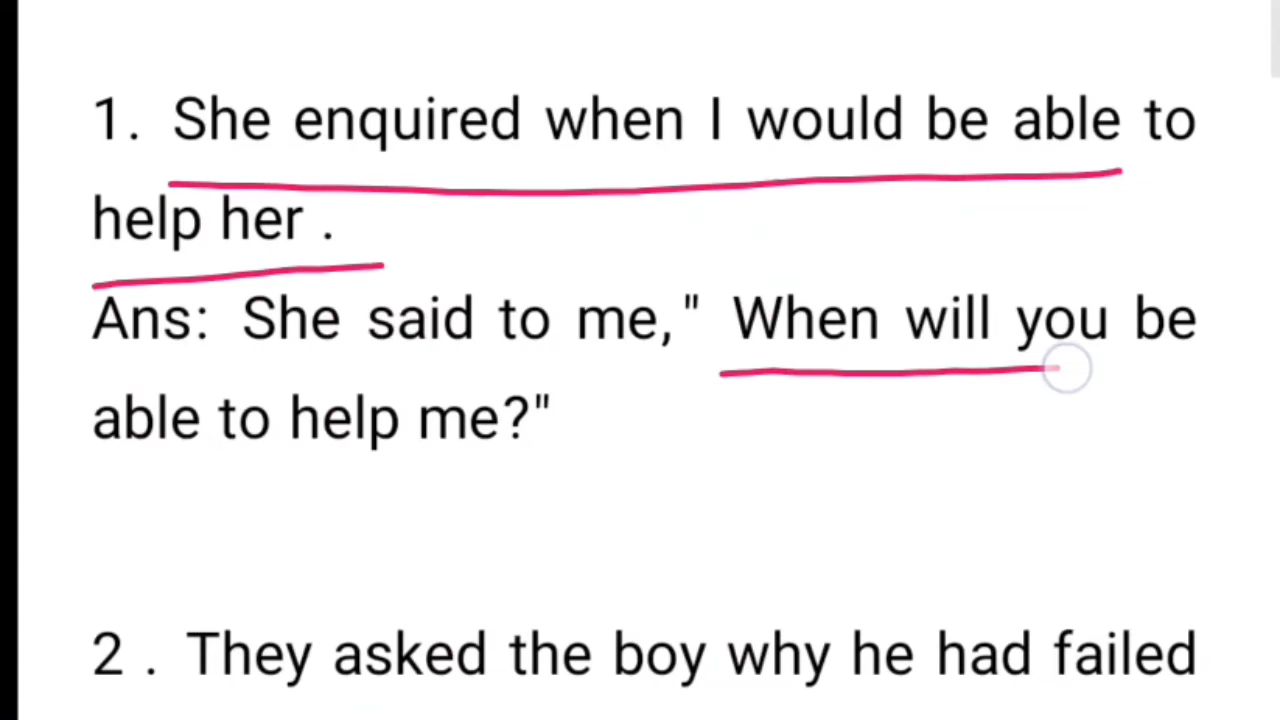 1. She enquired when I would be able to
help her .
Ans: She said to me," When will you be
able to help me?"
2 . They asked the boy why he had failed